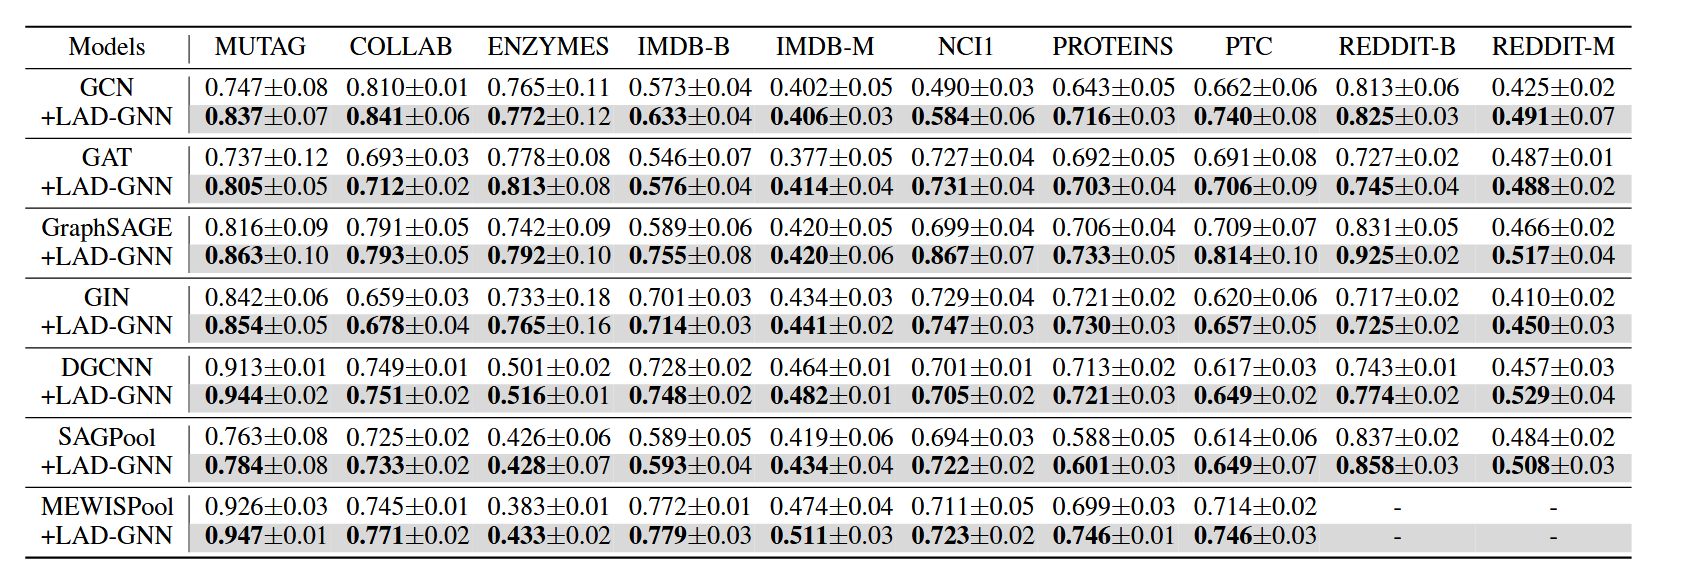 Models MUTAG COLLAB ENZYMES IMDB-B IMDB-M NCI1 PROTEINS PTC REDDIT-B REDDIT-M
GCN 0.747±0.08 0.810±0.01 0.765±0.11 0.573±0.04 0.402±0.05 0.490±0.03 0.643±0.05 0.662±0.06 0.813±0.06 0.425±0.02
+LAD-GNN 0.837±0.07 0.841±0.06 0.772±0.12 0.633±0.04 0.406±0.03 0.584±0.06 0.716±0.03 0.740±0.08 0.825±0.03 0.491±0.07
GAT 0.737±0.12 0.693±0.03 0.778±0.08 0.546±0.07 0.377±0.05 0.727±0.04 0.692±0.05 0.691±0.08 0.727±0.02 0.487±0.01
+LAD-GNN 0.805±0.05 0.712±0.02 0.813±0.08 0.576±0.04 0.414±0.04 0.731±0.04 0.703±0.04 0.706±0.09 0.745±0.04 0.488±0.02
GraphSAGE 0.816±0.09 0.791±0.05 0.742±0.09 0.589±0.06 0.420±0.05 0.699±0.04 0.706±0.04 0.709±0.07 0.831±0.05 0.466±0.02
+LAD-GNN 0.863±0.10 0.793±0.05 0.792±0.10 0.755±0.08 0.420±0.06 0.867±0.07 0.733±0.05 0.814±0.10 0.925±0.02 0.517±0.04
GIN 0.842±0.06 0.659±0.03 0.733±0.18 0.701±0.03 0.434±0.03 0.729±0.04 0.721±0.02 0.620±0.06 0.717±0.02 0.410±0.02
+LAD-GNN 0.854±0.05 0.678±0.04 0.765±0.16 0.714±0.03 0.441±0.02 0.747±0.03 0.730±0.03 0.657±0.05 0.725±0.02 0.450±0.03
DGCNN 0.913±0.01 0.749±0.01 0.501±0.02 0.728±0.02 0.464±0.01 0.701±0.01 0.713±0.02 0.617±0.03 0.743±0.01 0.457±0.03
+LAD-GNN 0.944±0.02 0.751±0.02 0.516±0.01 0.748±0.02 0.482±0.01 0.705±0.02 0.721±0.03 0.649±0.02 0.774±0.02 0.529±0.04
SAGPool 0.763±0.08 0.725±0.02 0.426±0.06 0.589±0.05 0.419±0.06 0.694±0.03 0.588±0.05 0.614±0.06 0.837±0.02 0.484±0.02
+LAD-GNN 0.784±0.08 0.733±0.02 0.428±0.07 0.593±0.04 0.434±0.04 0.722±0.02 0.601±0.03 0.649±0.07 0.858±0.03 0.508±0.03
MEWISPool 0.926±0.03 0.745±0.01 0.383±0.01 0.772±0.01 0.474±0.04 0.711±0.05 0.699±0.03 0.714±0.02 - -
+LAD-GNN 0.947±0.01 0.771±0.02 0.433±0.02 0.779±0.03 0.511±0.03 0.723±0.02 0.746±0.01 0.746±0.03 - -